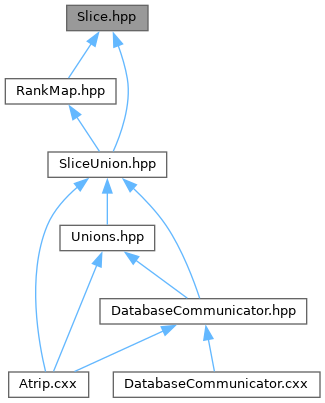 Slice.hpp
RankMap.hpp
SliceUnion.hpp
Unions.hpp
DatabaseCommunicator.hpp
Atrip.cxx
DatabaseCommunicator.cxx